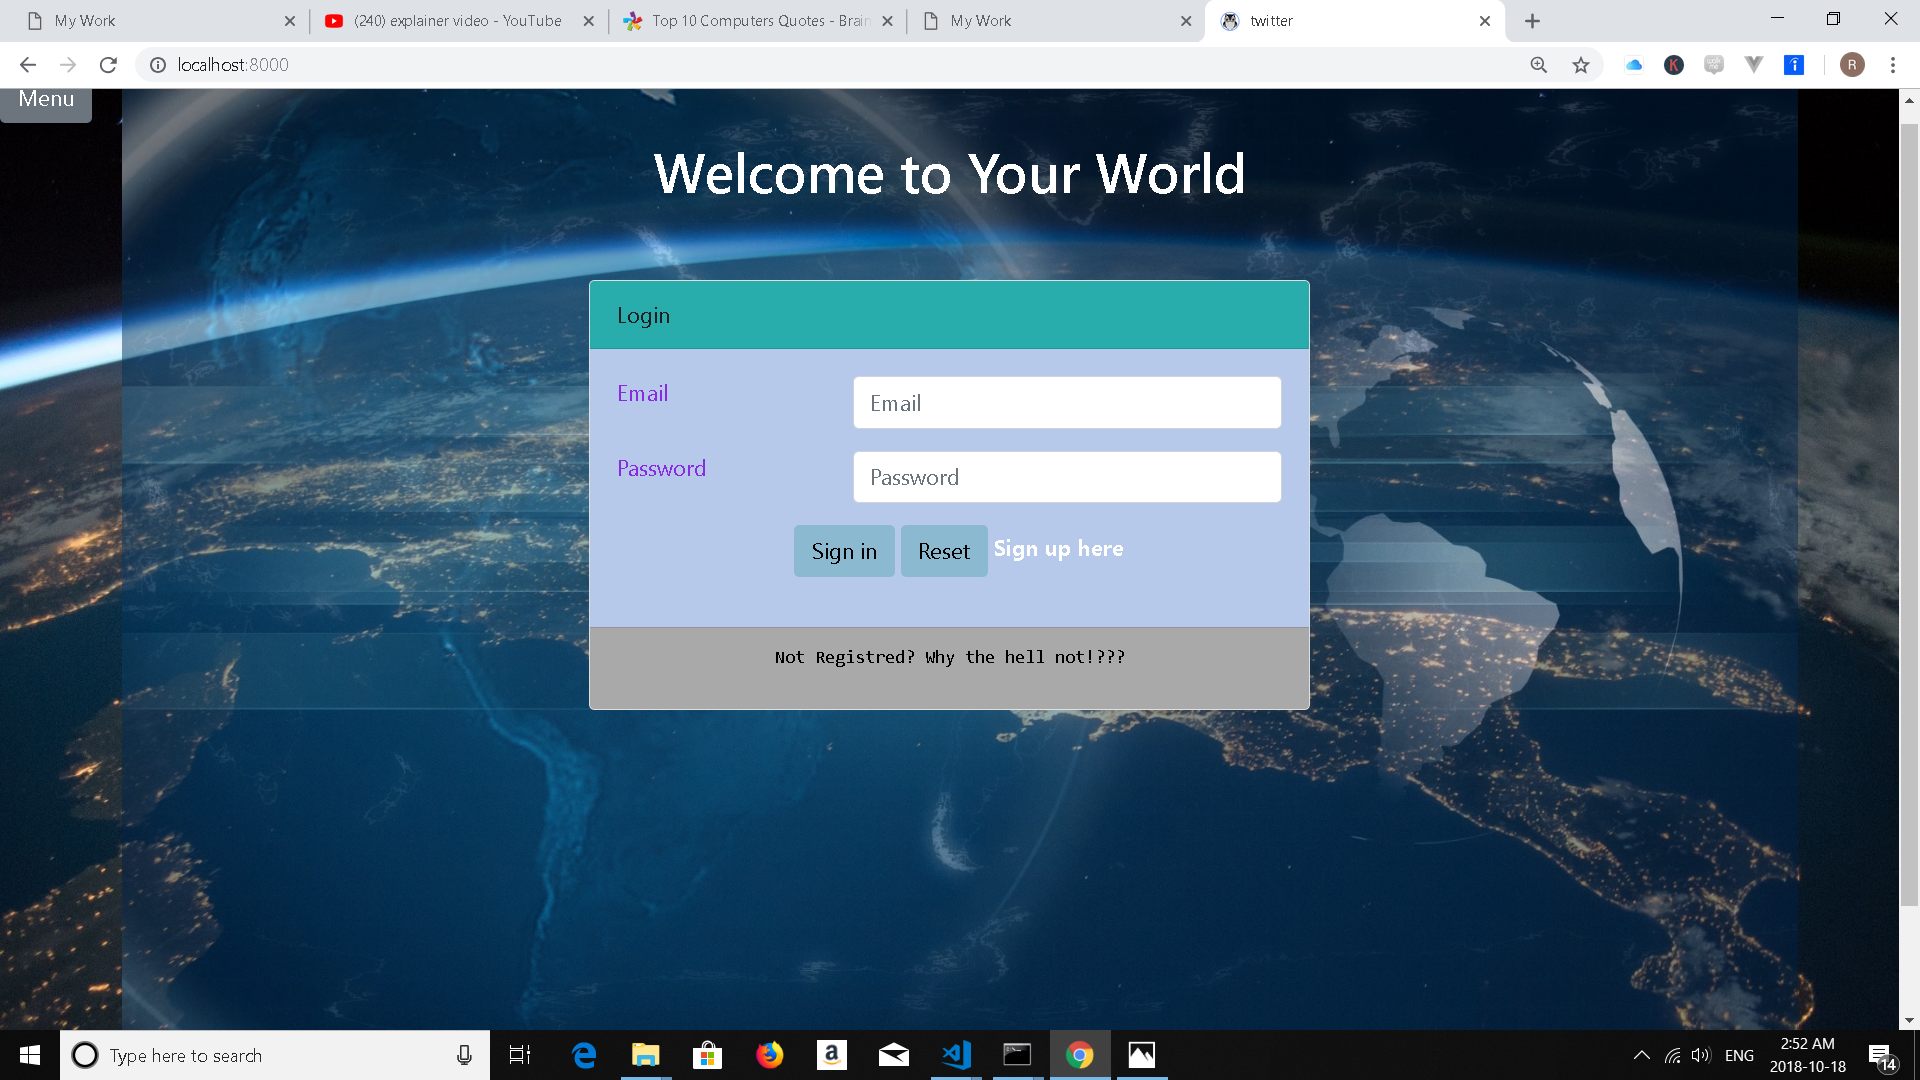 My Work
(240) explainer video - YouTube
Top 10 Computers Quotes - Brain
My Work
twitter
localhost:8000
R
Menu
Welcome to Your World
Login
Email
Email
Password
Password
Sign in
Reset
Sign up here
Not Registred? Why the hell not!???
Type here to search
ENG
2:52 AM
2018-10-18
14